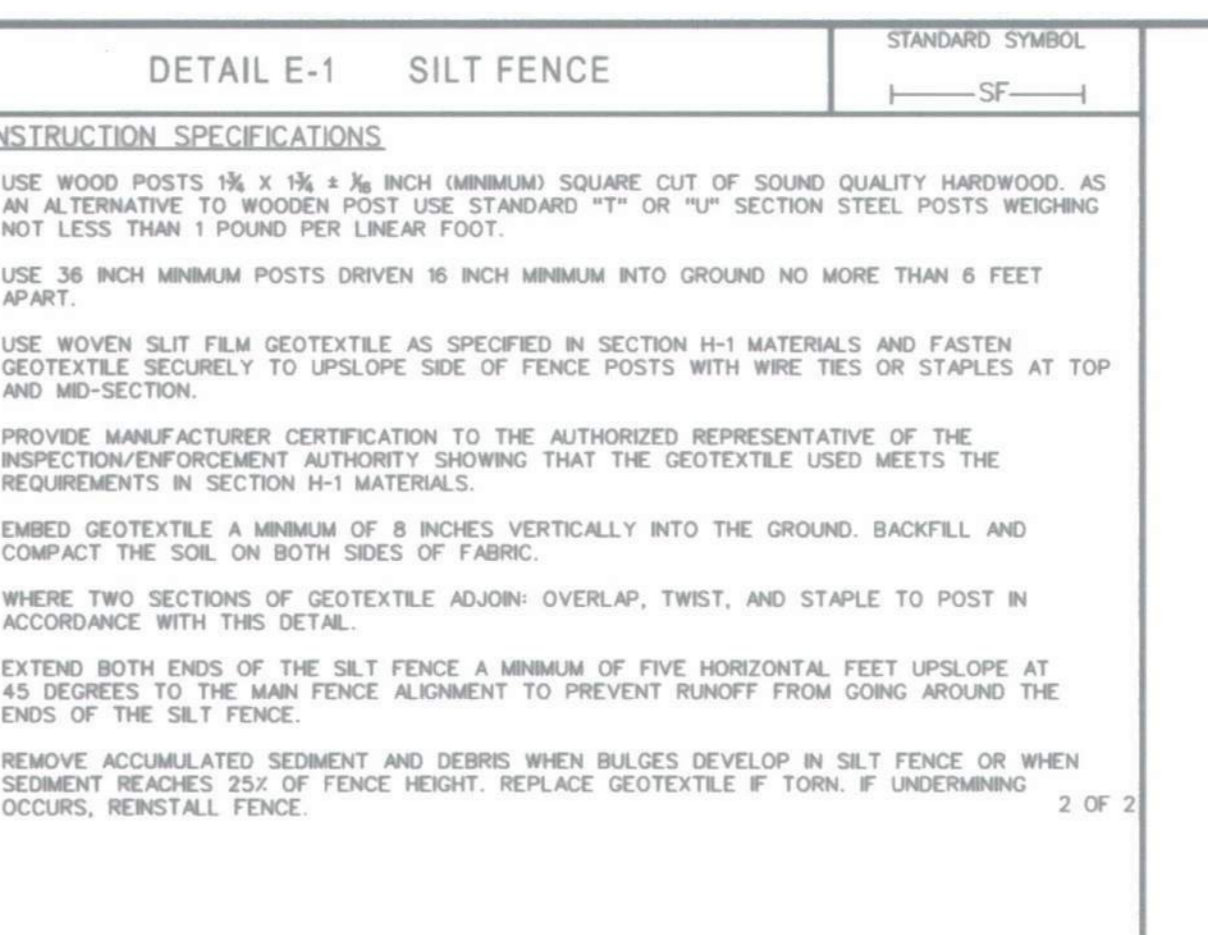 DETAIL E-1 SILT FENCE
STANDARD SYMBOL
SF
NSTRUCTION SPECIFICATIONS
USE WOOD POSTS 1¾ X 1¾ ± 1/16 INCH (MINIMUM) SQUARE CUT OF SOUND QUALITY HARDWOOD. AS
AN ALTERNATIVE TO WOODEN POST USE STANDARD "T" OR "U" SECTION STEEL POSTS WEIGHING
NOT LESS THAN 1 POUND PER LINEAR FOOT.
USE 36 INCH MINIMUM POSTS DRIVEN 16 INCH MINIMUM INTO GROUND NO MORE THAN 6 FEET
APART.
USE WOVEN SLIT FILM GEOTEXTILE AS SPECIFIED IN SECTION H-1 MATERIALS AND FASTEN
GEOTEXTILE SECURELY TO UPSLOPE SIDE OF FENCE POSTS WITH WIRE TIES OR STAPLES AT TOP
AND MID-SECTION.
PROVIDE MANUFACTURER CERTIFICATION TO THE AUTHORIZED REPRESENTATIVE OF THE
INSPECTION/ENFORCEMENT AUTHORITY SHOWING THAT THE GEOTEXTILE USED MEETS THE
REQUIREMENTS IN SECTION H-1 MATERIALS.
EMBED GEOTEXTILE A MINIMUM OF 8 INCHES VERTICALLY INTO THE GROUND. BACKFILL AND
COMPACT THE SOIL ON BOTH SIDES OF FABRIC.
WHERE TWO SECTIONS OF GEOTEXTILE ADJOIN: OVERLAP, TWIST, AND STAPLE TO POST IN
ACCORDANCE WITH THIS DETAIL.
EXTEND BOTH ENDS OF THE SILT FENCE A MINIMUM OF FIVE HORIZONTAL FEET UPSLOPE AT
45 DEGREES TO THE MAIN FENCE ALIGNMENT TO PREVENT RUNOFF FROM GOING AROUND THE
ENDS OF THE SILT FENCE.
REMOVE ACCUMULATED SEDIMENT AND DEBRIS WHEN BULGES DEVELOP IN SILT FENCE OR WHEN
SEDIMENT REACHES 25% OF FENCE HEIGHT. REPLACE GEOTEXTILE IF TORN. IF UNDERMINING
OCCURS, REINSTALL FENCE.
2 OF 2